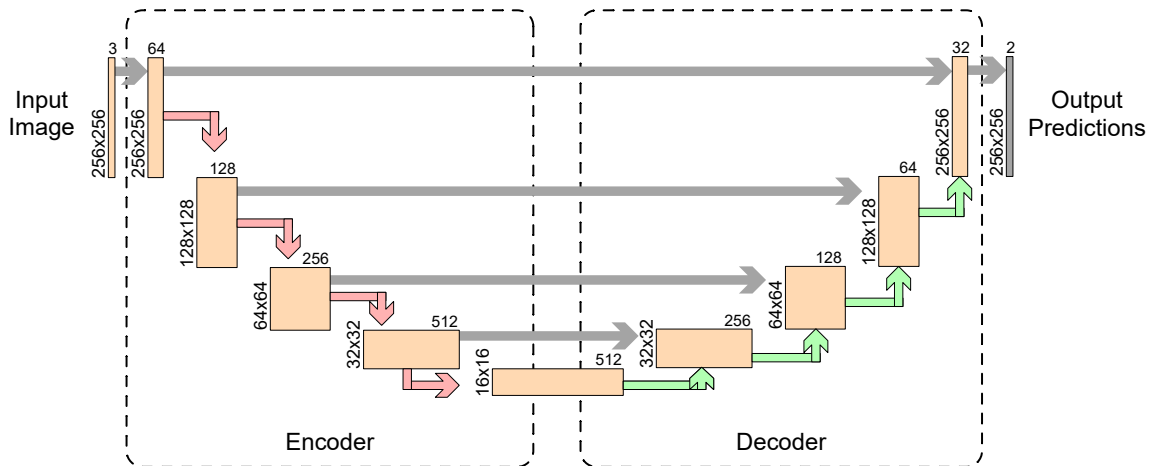 3
64
32
2
Input
Image
256x256
256x256
256x256
256x256
Output
Predictions
128
64
128x128
128x128
256
128
64x64
64x64
512
256
32x32
32x32
512
16x16
Encoder
Decoder